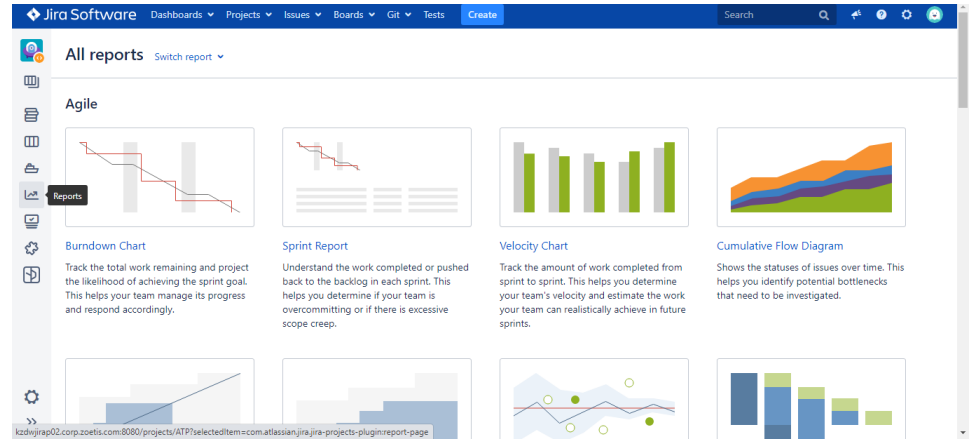 Jira Software Dashboards Projects Issues Boards Git Tests Create Search
All reports Switch report
Agile
Reports
Burndown Chart
Track the total work remaining and project
the likelihood of achieving the sprint goal.
This helps your team manage its progress
and respond accordingly.
Sprint Report
Understand the work completed or pushed
back to the backlog in each sprint. This
helps you determine if your team is
overcommitting or if there is excessive
scope creep.
Velocity Chart
Track the amount of work completed from
sprint to sprint. This helps you determine
your team's velocity and estimate the work
your team can realistically achieve in future
sprints.
Cumulative Flow Diagram
Shows the statuses of issues over time. This
helps you identify potential bottlenecks
that need to be investigated.
kzdwjirap02.corp.zoetis.com:8080/projects/ATP?selectedItem=com.atlassian.jira.jira-projects-plugin:report-page